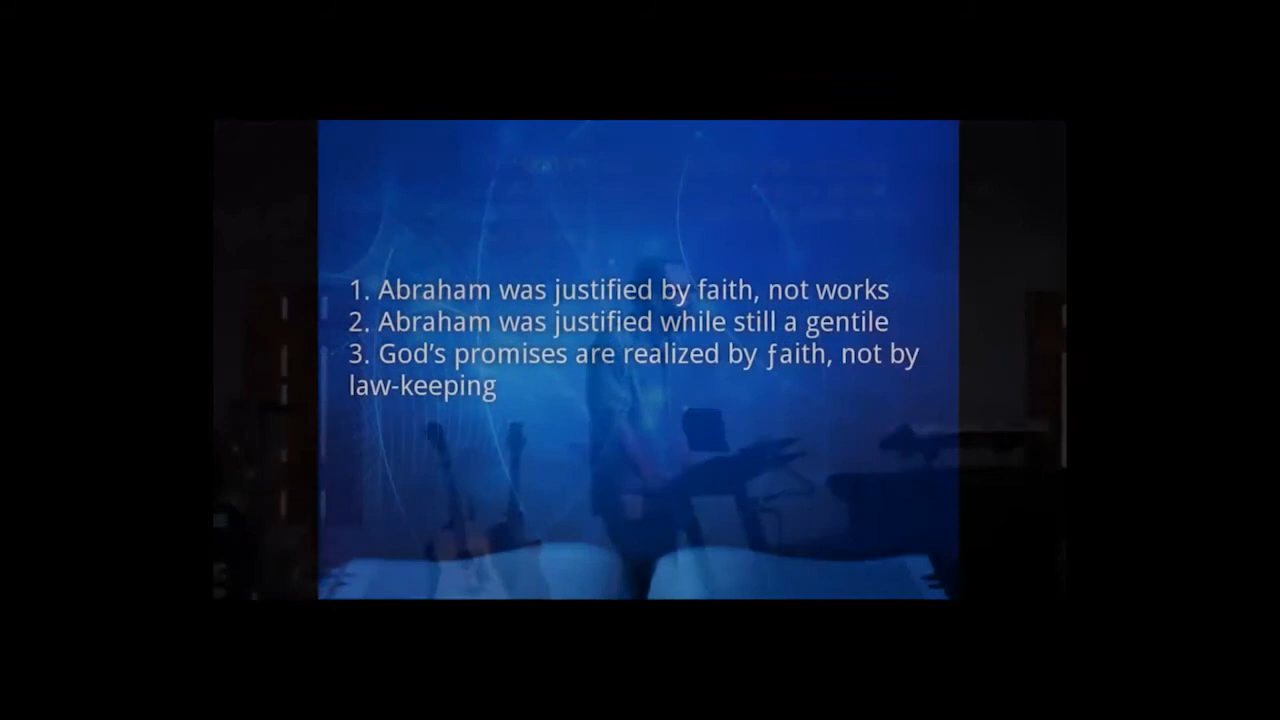 1. Abraham was justified by faith, not works
2. Abraham was justified while still a gentile
3. God’s promises are realized by ƒaith, not by
law-keeping